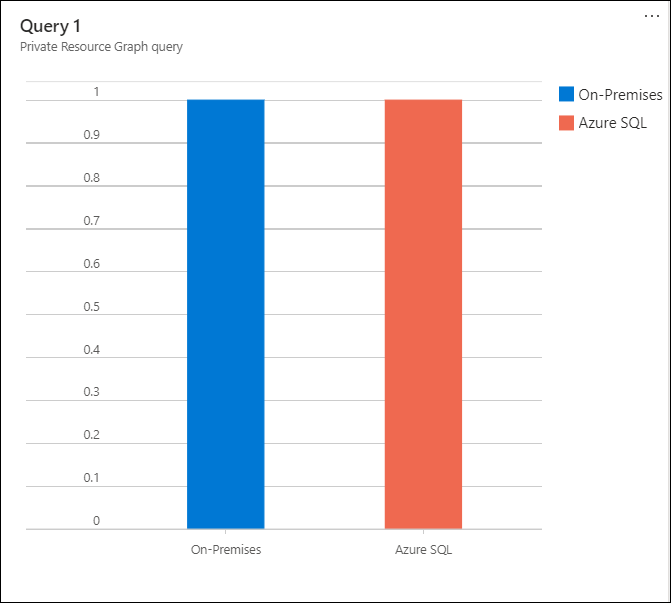 Query 1
...
Private Resource Graph query
1
0.9
0.8
0.7
0.6
0.5
0.4
0.3
0.2
0.1
0
On-Premises
Azure SQL
On-Premises
Azure SQL